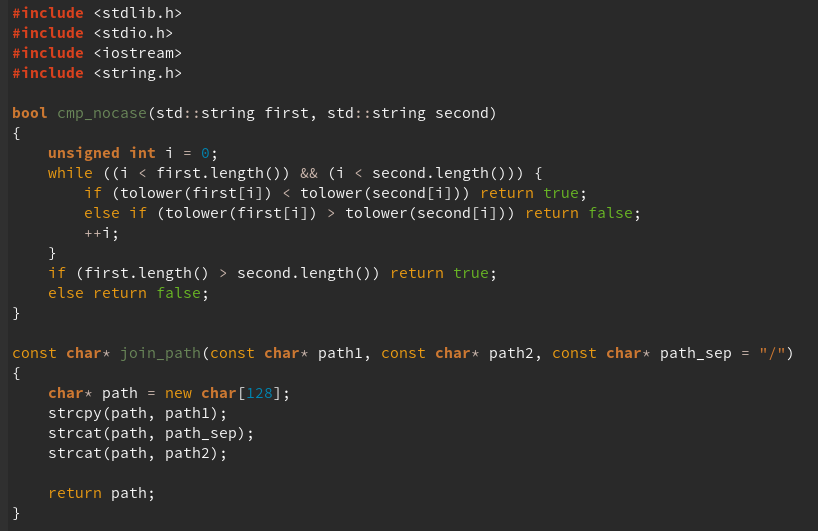 #include <stdlib.h>
#include <stdio.h>
#include <iostream>
#include <string.h>

bool cmp_nocase(std::string first, std::string second)
{
    unsigned int i = 0;
    while ((i < first.length()) && (i < second.length())) {
        if (tolower(first[i]) < tolower(second[i])) return true;
        else if (tolower(first[i]) > tolower(second[i])) return false;
        ++i;
    }
    if (first.length() > second.length()) return true;
    else return false;
}

const char* join_path(const char* path1, const char* path2, const char* path_sep = "/")
{
    char* path = new char[128];
    strcpy(path, path1);
    strcat(path, path_sep);
    strcat(path, path2);

    return path;
}